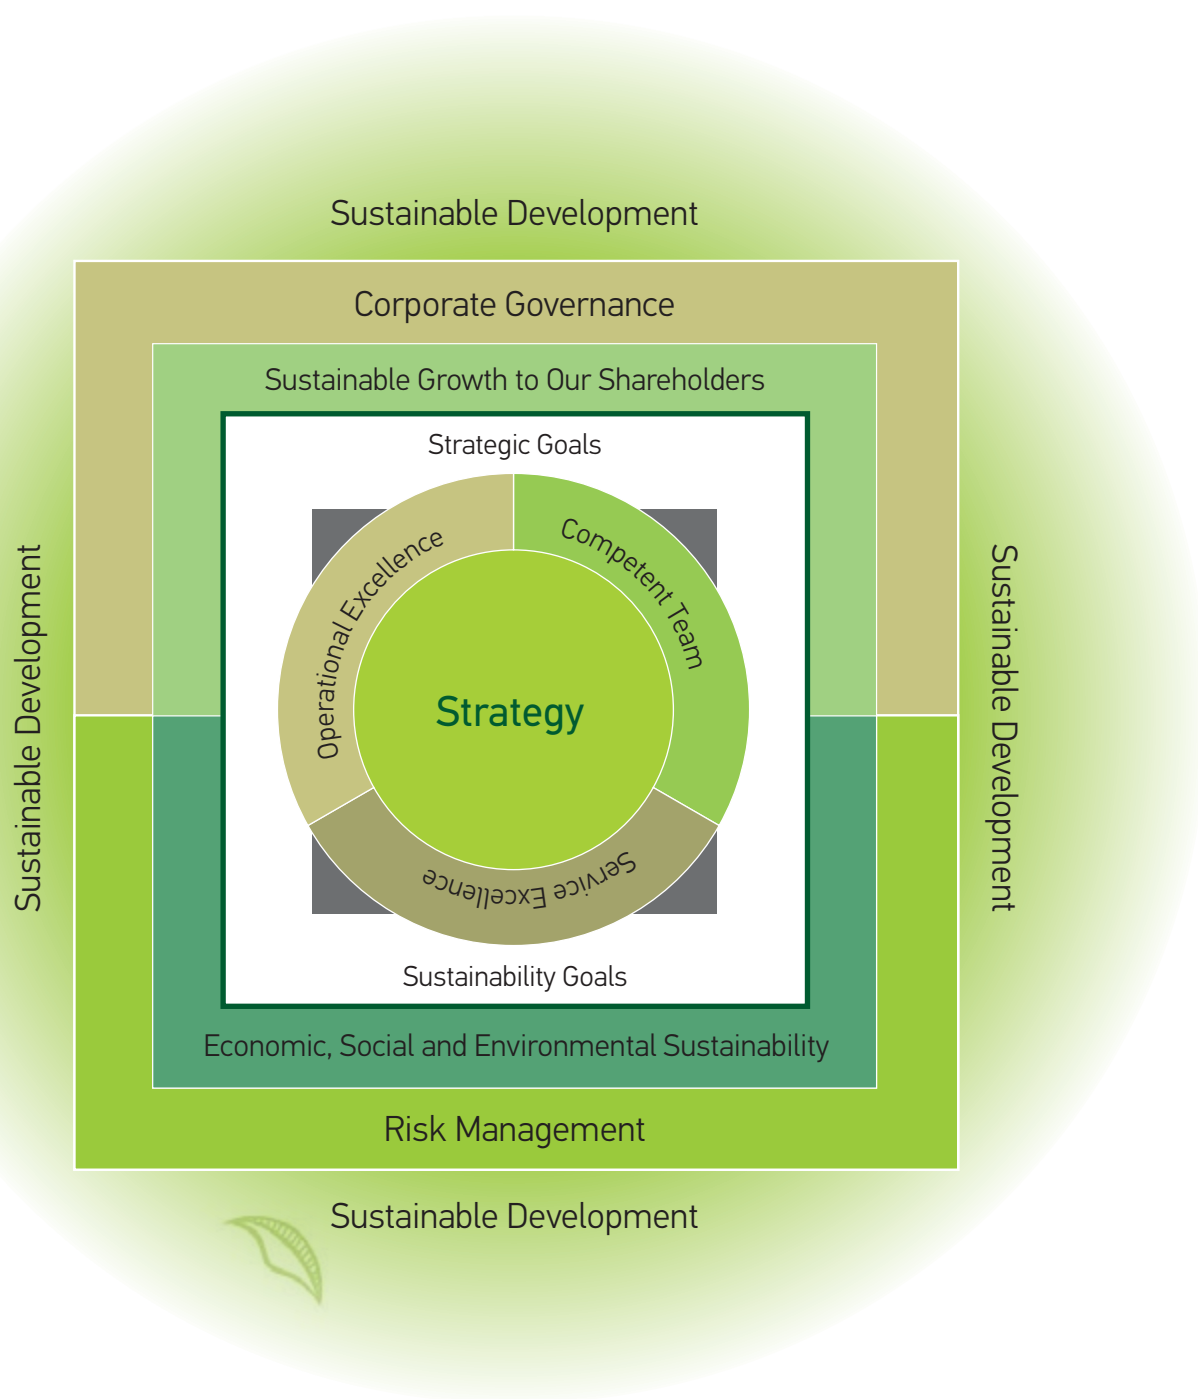 Sustainable Development
Corporate Governance
Sustainable Growth to Our Shareholders
Strategic Goals
Operational Excellence
Competent Team
Strategy
Service Excellence
Sustainability Goals
Economic, Social and Environmental Sustainability
Risk Management
Sustainable Development
Sustainable Development
Sustainable Development